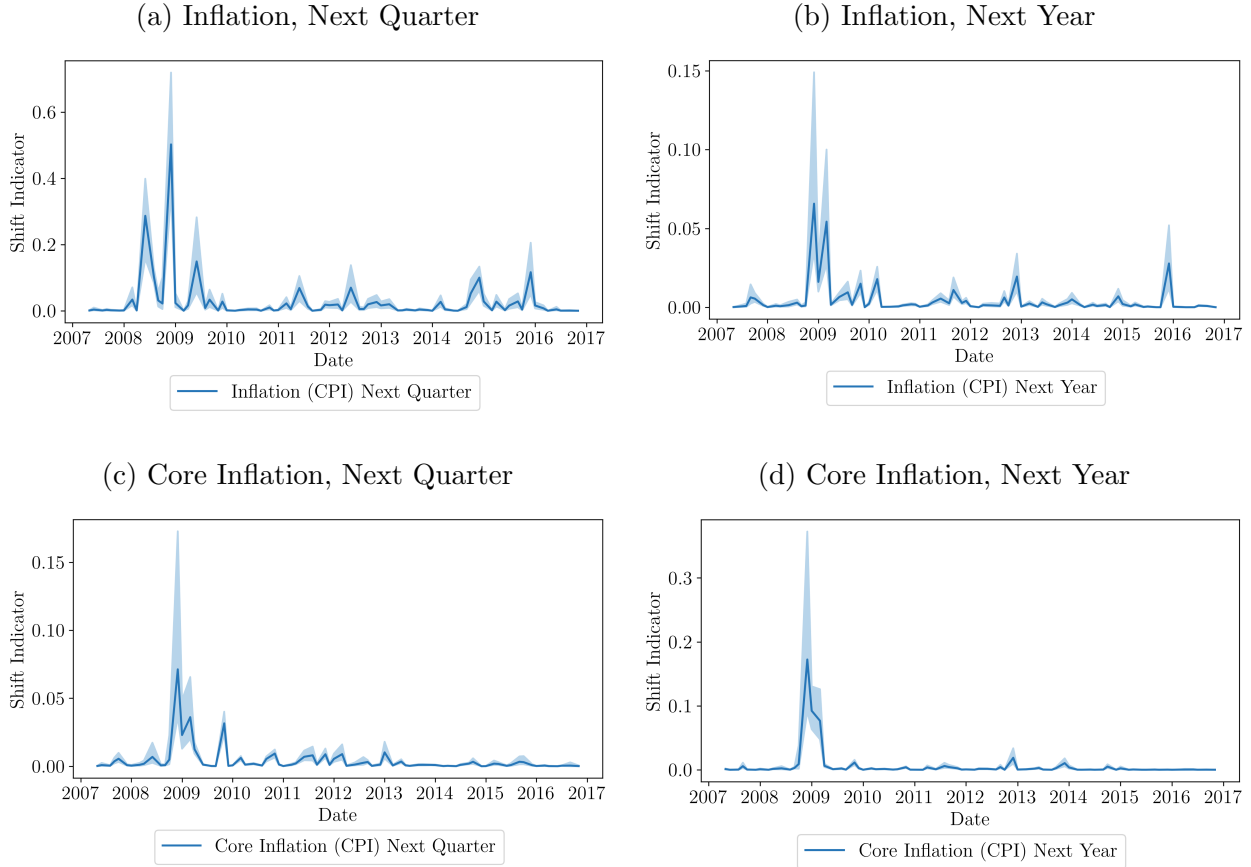 (a) Inflation, Next Quarter
Shift Indicator
0.6
0.4
0.2
0.0
2007 2008 2009 2010 2011 2012 2013 2014 2015 2016 2017
Date
Inflation (CPI) Next Quarter
(b) Inflation, Next Year
Shift Indicator
0.15
0.10
0.05
0.00
2007 2008 2009 2010 2011 2012 2013 2014 2015 2016 2017
Date
Inflation (CPI) Next Year
(c) Core Inflation, Next Quarter
Shift Indicator
0.15
0.10
0.05
0.00
2007 2008 2009 2010 2011 2012 2013 2014 2015 2016 2017
Date
Core Inflation (CPI) Next Quarter
(d) Core Inflation, Next Year
Shift Indicator
0.3
0.2
0.1
0.0
2007 2008 2009 2010 2011 2012 2013 2014 2015 2016 2017
Date
Core Inflation (CPI) Next Year